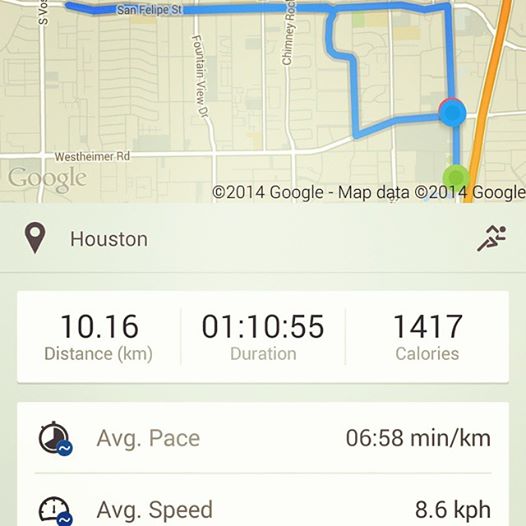 San Felipe St
S Vos
Fountain View Dr
Chimney Rock
Westheimer Rd
Google
©2014 Google - Map data ©2014 Google
Houston
10.16
01:10:55
1417
Distance (km)
Duration
Calories
Avg. Pace
06:58 min/km
Avg. Speed
8.6 kph